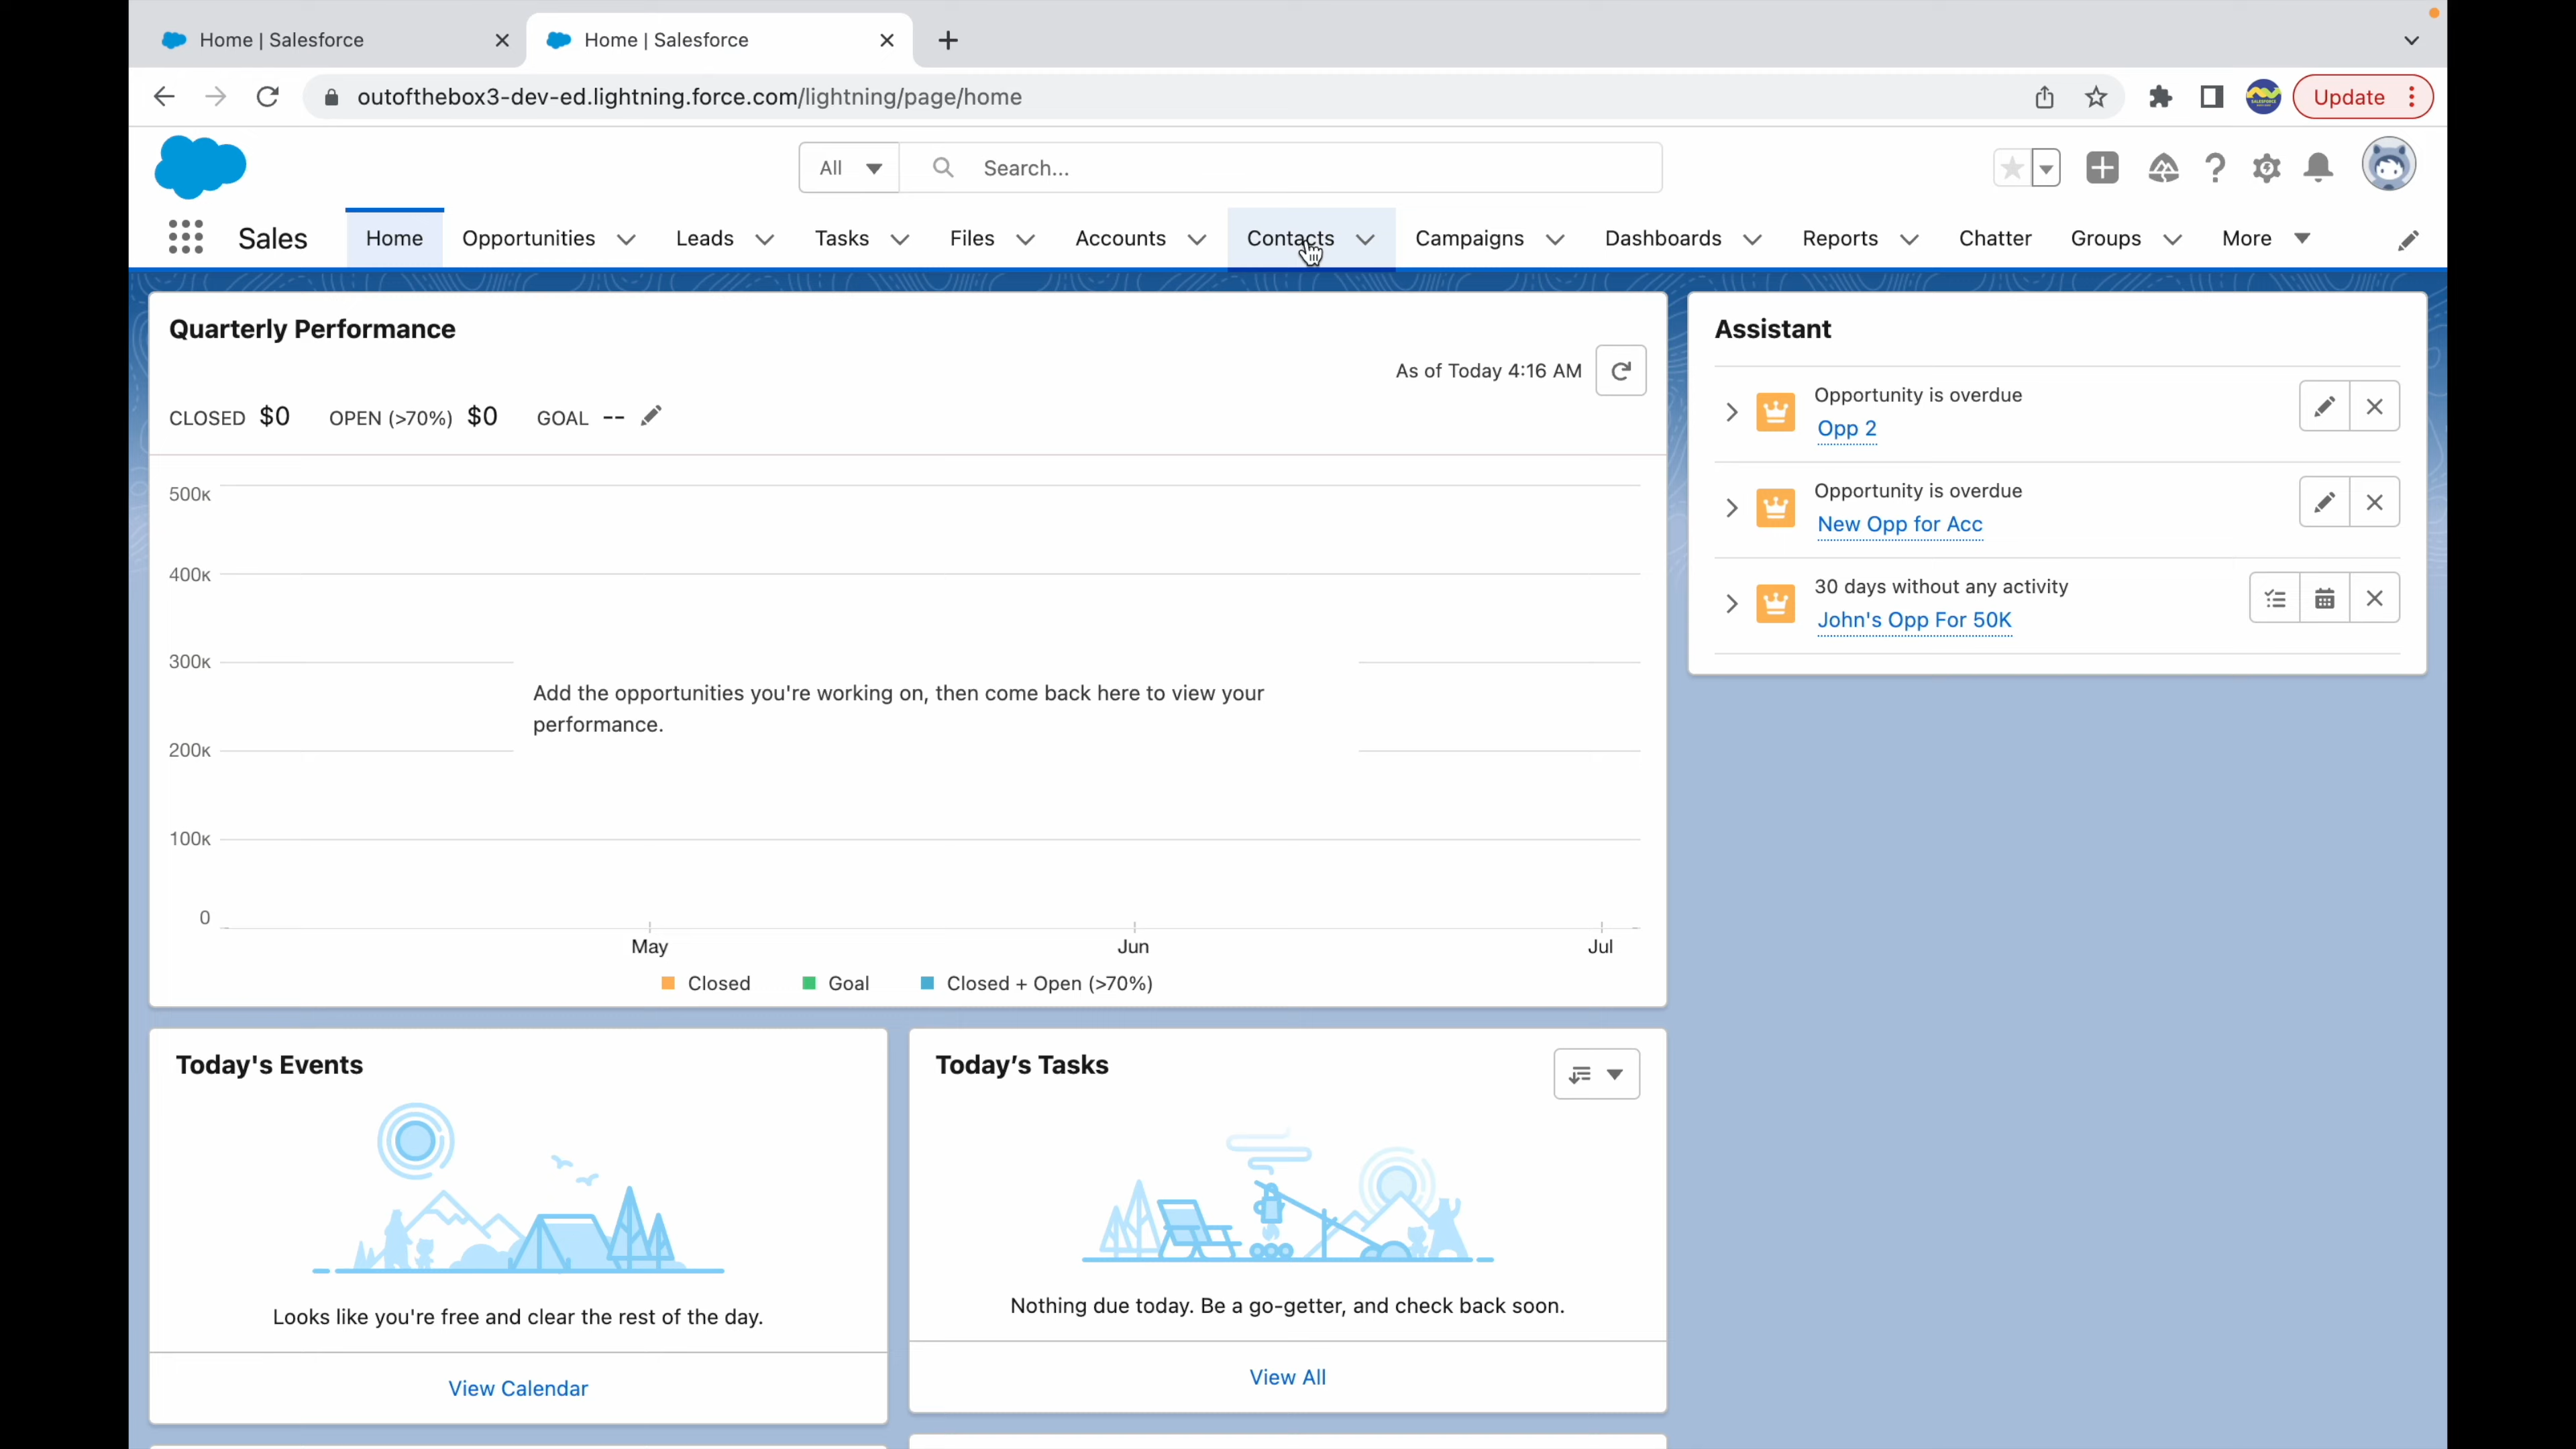 Home | Salesforce
Home | Salesforce
outofthebox3-dev-ed.lightning.force.com/lightning/page/home
Update
All
Search...
Sales
Home
Opportunities
Leads
Tasks
Files
Accounts
Contacts
Campaigns
Dashboards
Reports
Chatter
Groups
More
Quarterly Performance
As of Today 4:16 AM
CLOSED $0 OPEN (>70%) $0 GOAL --
500K
400K
300K
200K
100K
0
Add the opportunities you're working on, then come back here to view your
performance.
May
Jun
Jul
Closed
Goal
Closed + Open (>70%)
Assistant
Opportunity is overdue
Opp 2
Opportunity is overdue
New Opp for Acc
30 days without any activity
John's Opp For 50K
Today's Events
Looks like you're free and clear the rest of the day.
View Calendar
Today’s Tasks
Nothing due today. Be a go-getter, and check back soon.
View All